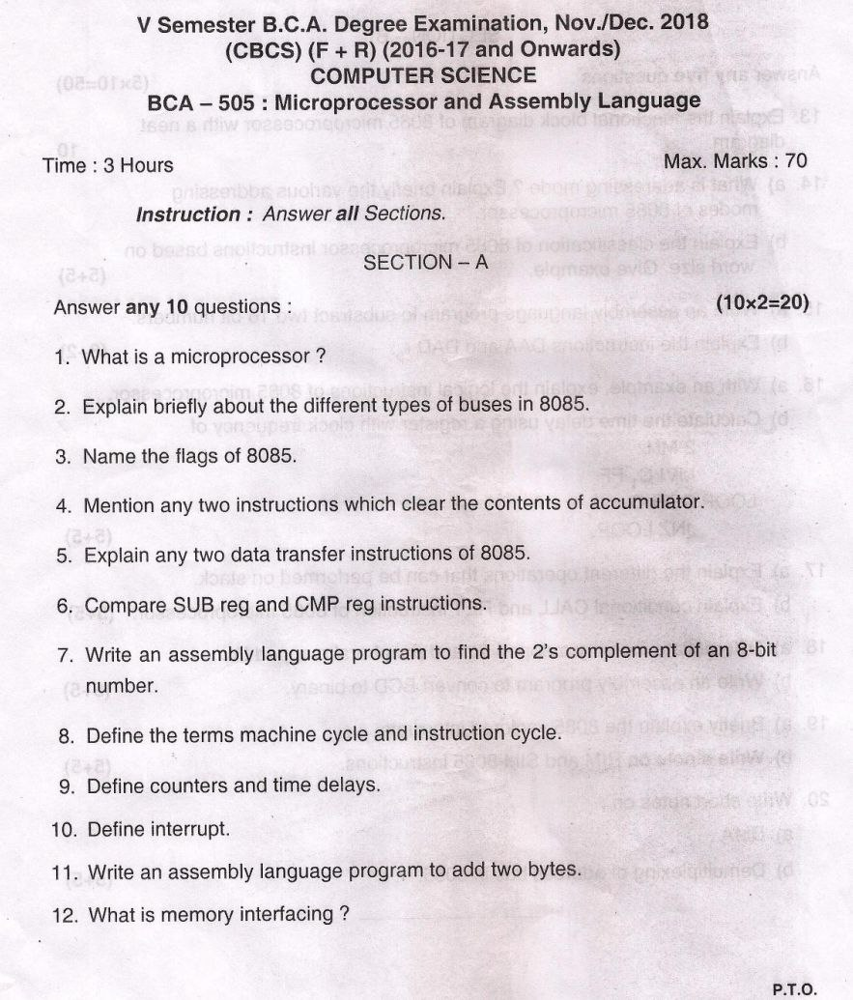 V Semester B.C.A. Degree Examination, Nov./Dec. 2018
(CBCS) (F + R) (2016-17 and Onwards)
COMPUTER SCIENCE
BCA – 505 : Microprocessor and Assembly Language
Time : 3 Hours Max. Marks : 70
Instruction : Answer all Sections.
SECTION – A
Answer any 10 questions : (10×2=20)
1. What is a microprocessor ?
2. Explain briefly about the different types of buses in 8085.
3. Name the flags of 8085.
4. Mention any two instructions which clear the contents of accumulator.
5. Explain any two data transfer instructions of 8085.
6. Compare SUB reg and CMP reg instructions.
7. Write an assembly language program to find the 2's complement of an 8-bit
number.
8. Define the terms machine cycle and instruction cycle.
9. Define counters and time delays.
10. Define interrupt.
11. Write an assembly language program to add two bytes.
12. What is memory interfacing ?
P.T.O.